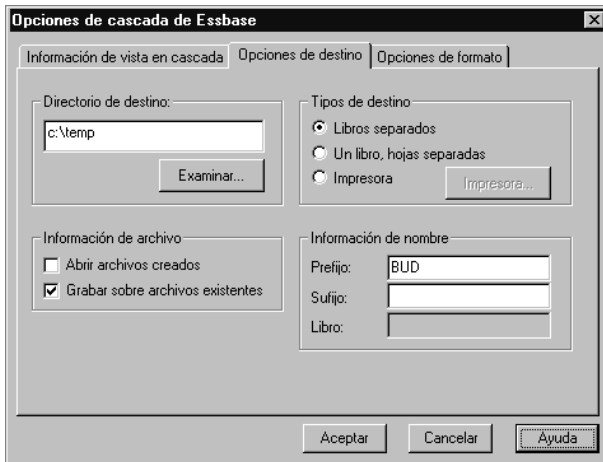 Opciones de cascada de Essbase
Información de vista en cascada Opciones de destino Opciones de formato
Directorio de destino:
c:\temp
Examinar...
Tipos de destino
Libros separados
Un libro, hojas separadas
Impresora
Impresora...
Información de archivo
Abrir archivos creados
Grabar sobre archivos existentes
Información de nombre
Prefijo: BUD
Sufijo:
Libro:
Aceptar Cancelar Ayuda